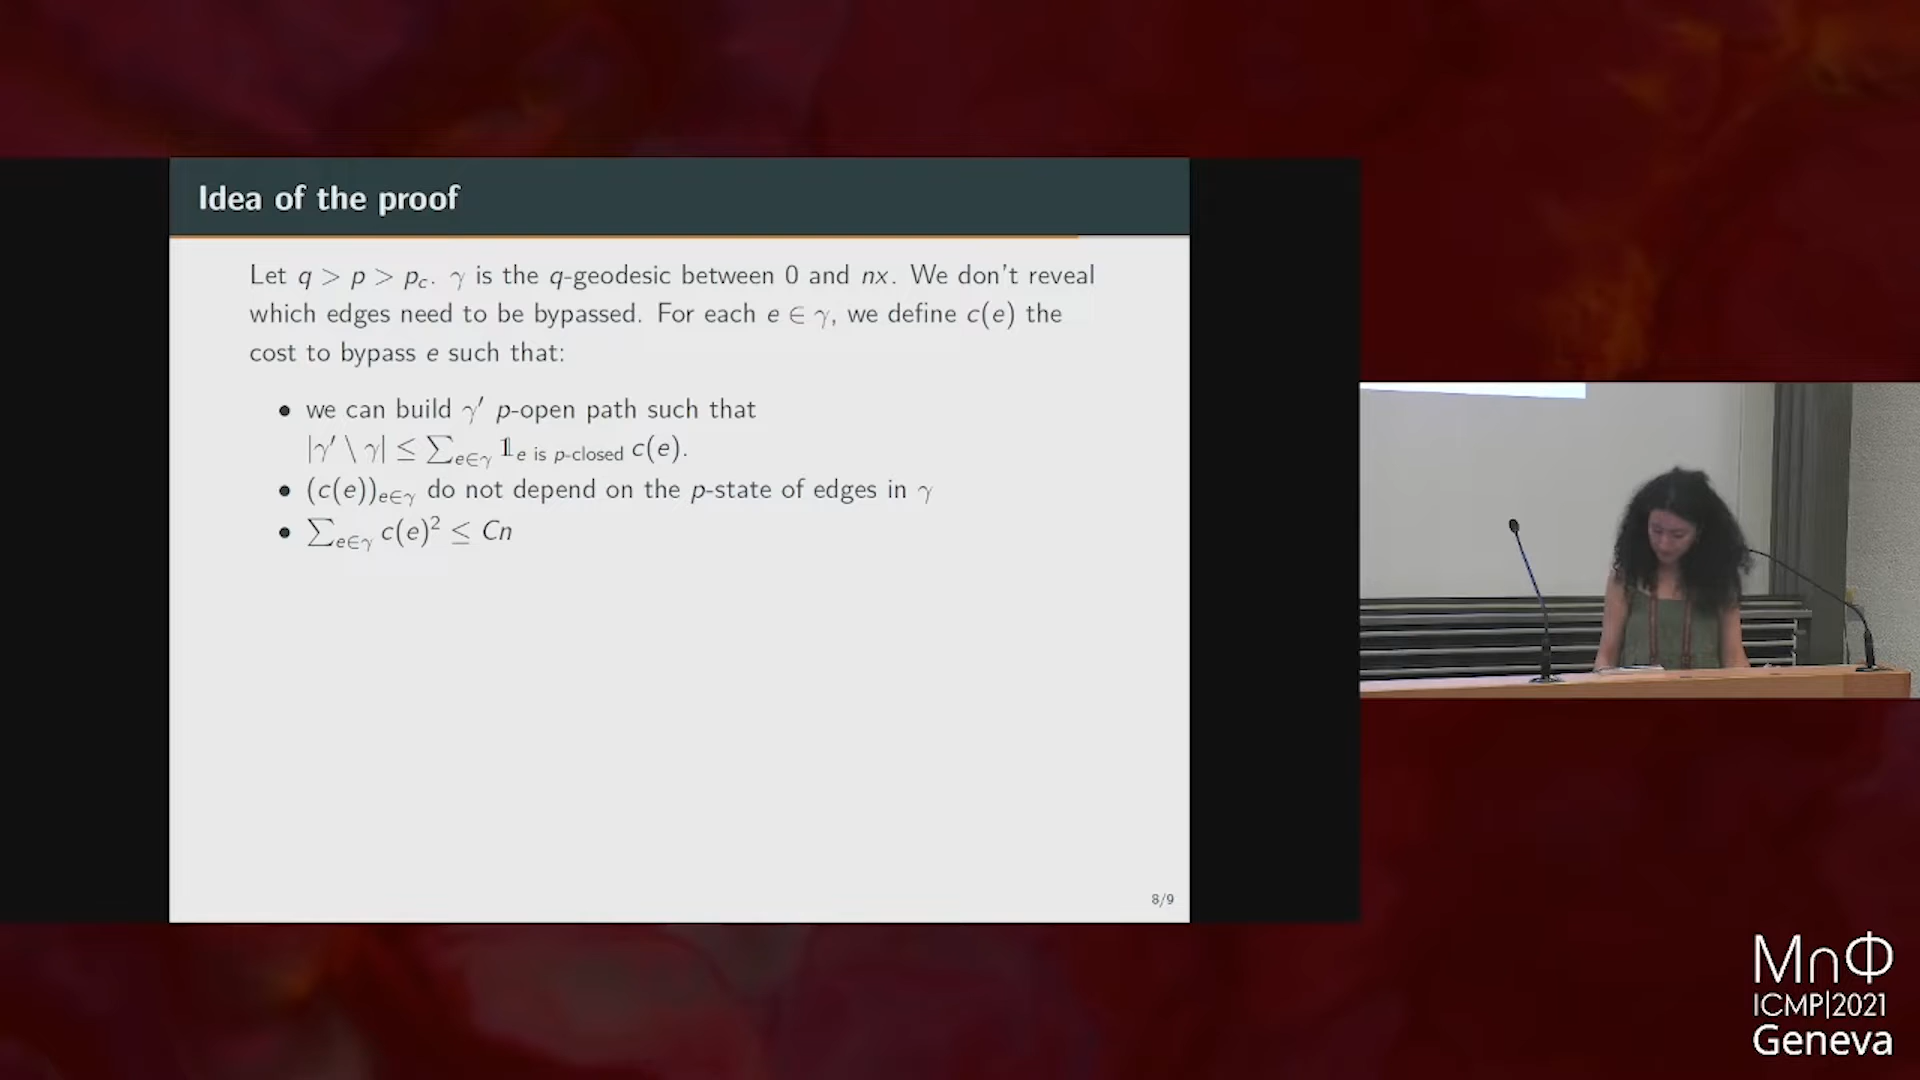 Idea of the proof
Let q > p > p_c. γ is the q-geodesic between 0 and nx. We don't reveal
which edges need to be bypassed. For each e ∈ γ, we define c(e) the
cost to bypass e such that:
• we can build γ′ p-open path such that
|γ′ \ γ| ≤ ∑_{e∈γ} 𝟙_{e is p-closed} c(e).
• (c(e))_{e∈γ} do not depend on the p-state of edges in γ
• ∑_{e∈γ} c(e)² ≤ Cn
8/9
M∩Φ
ICMP|2021
Geneva